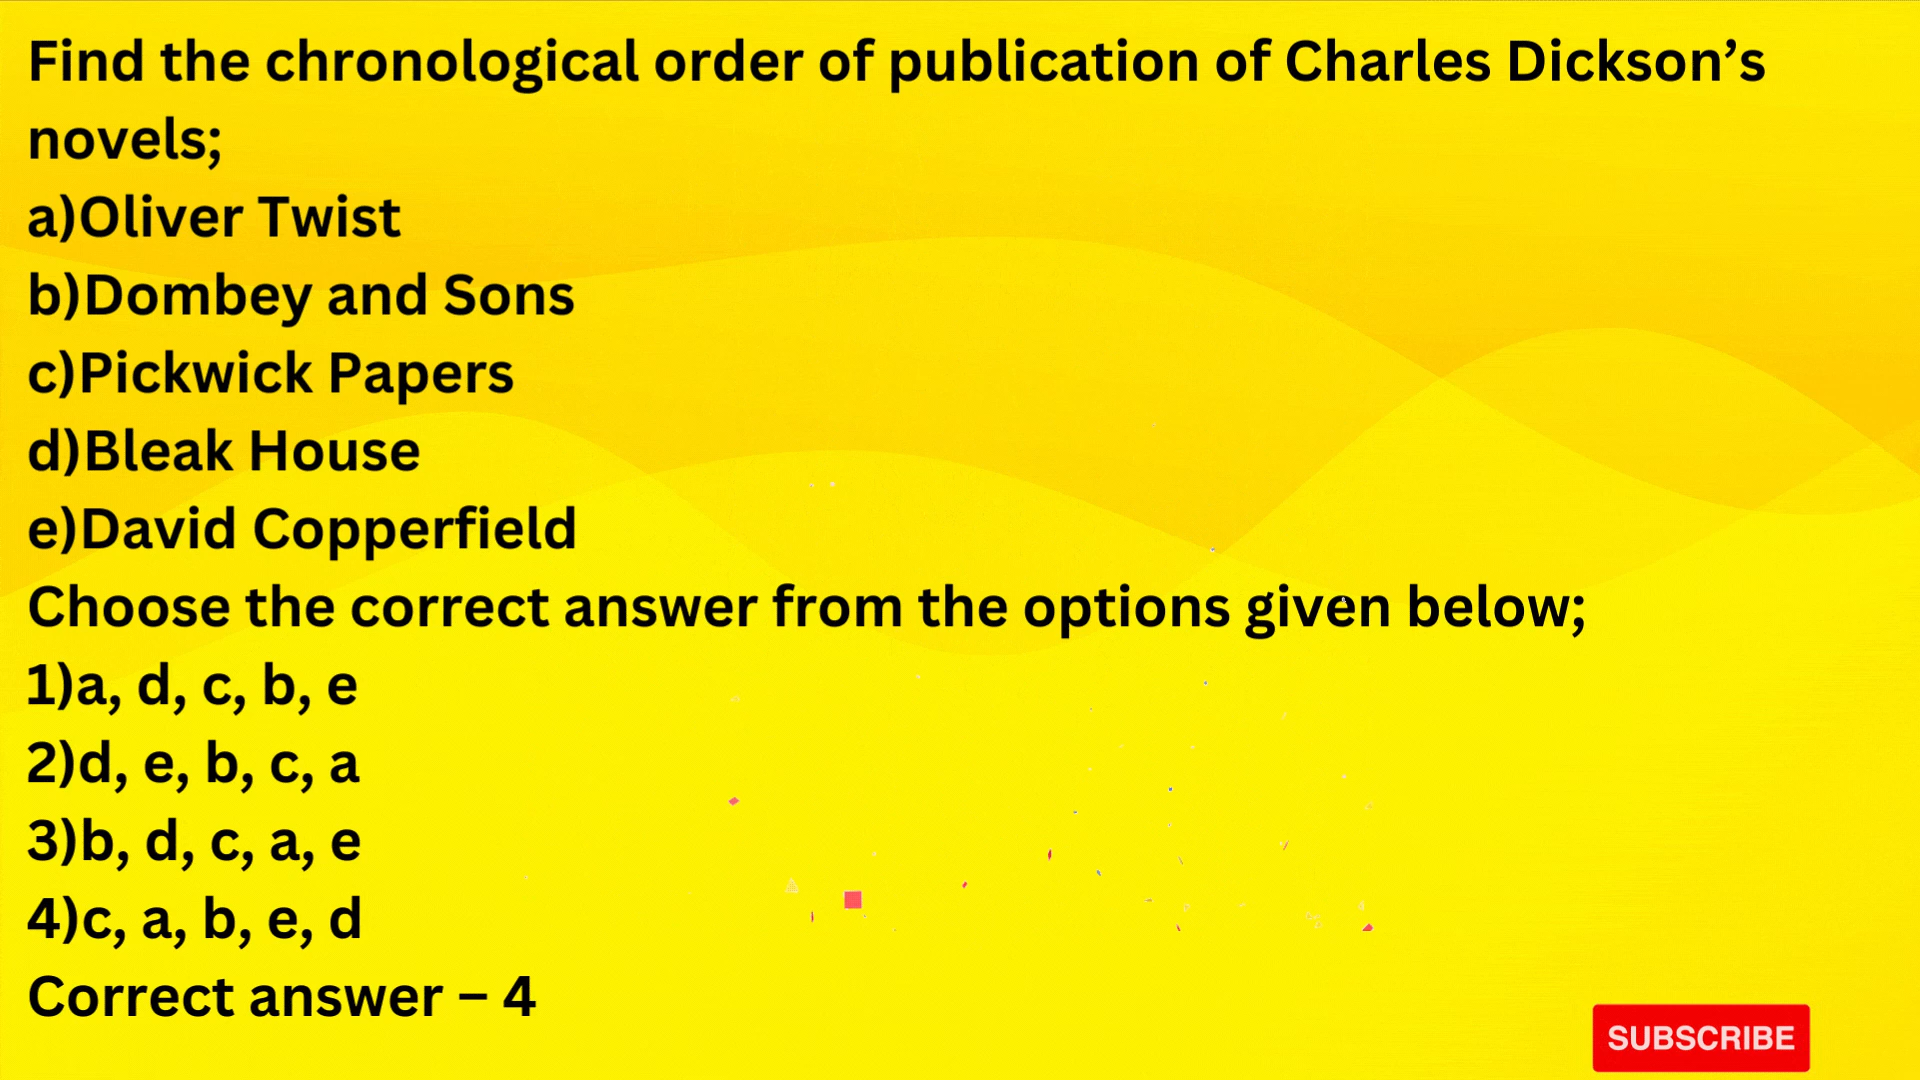 Find the chronological order of publication of Charles Dickson’s
novels;
a)Oliver Twist
b)Dombey and Sons
c)Pickwick Papers
d)Bleak House
e)David Copperfield
Choose the correct answer from the options given below;
1)a, d, c, b, e
2)d, e, b, c, a
3)b, d, c, a, e
4)c, a, b, e, d
Correct answer – 4
SUBSCRIBE